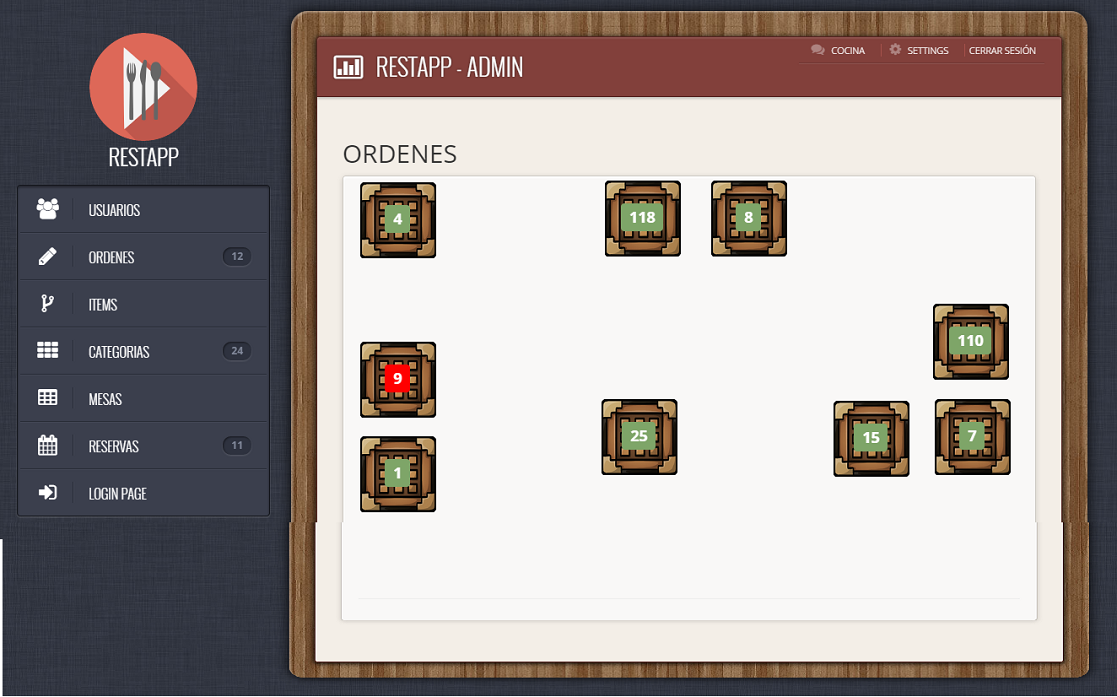 RESTAPP
USUARIOS
ORDENES 12
ITEMS
CATEGORIAS 24
MESAS
RESERVAS 11
LOGIN PAGE
COCINA SETTINGS CERRAR SESIÓN
RESTAPP - ADMIN
ORDENES
4 118 8
110
9
25 15 7
1